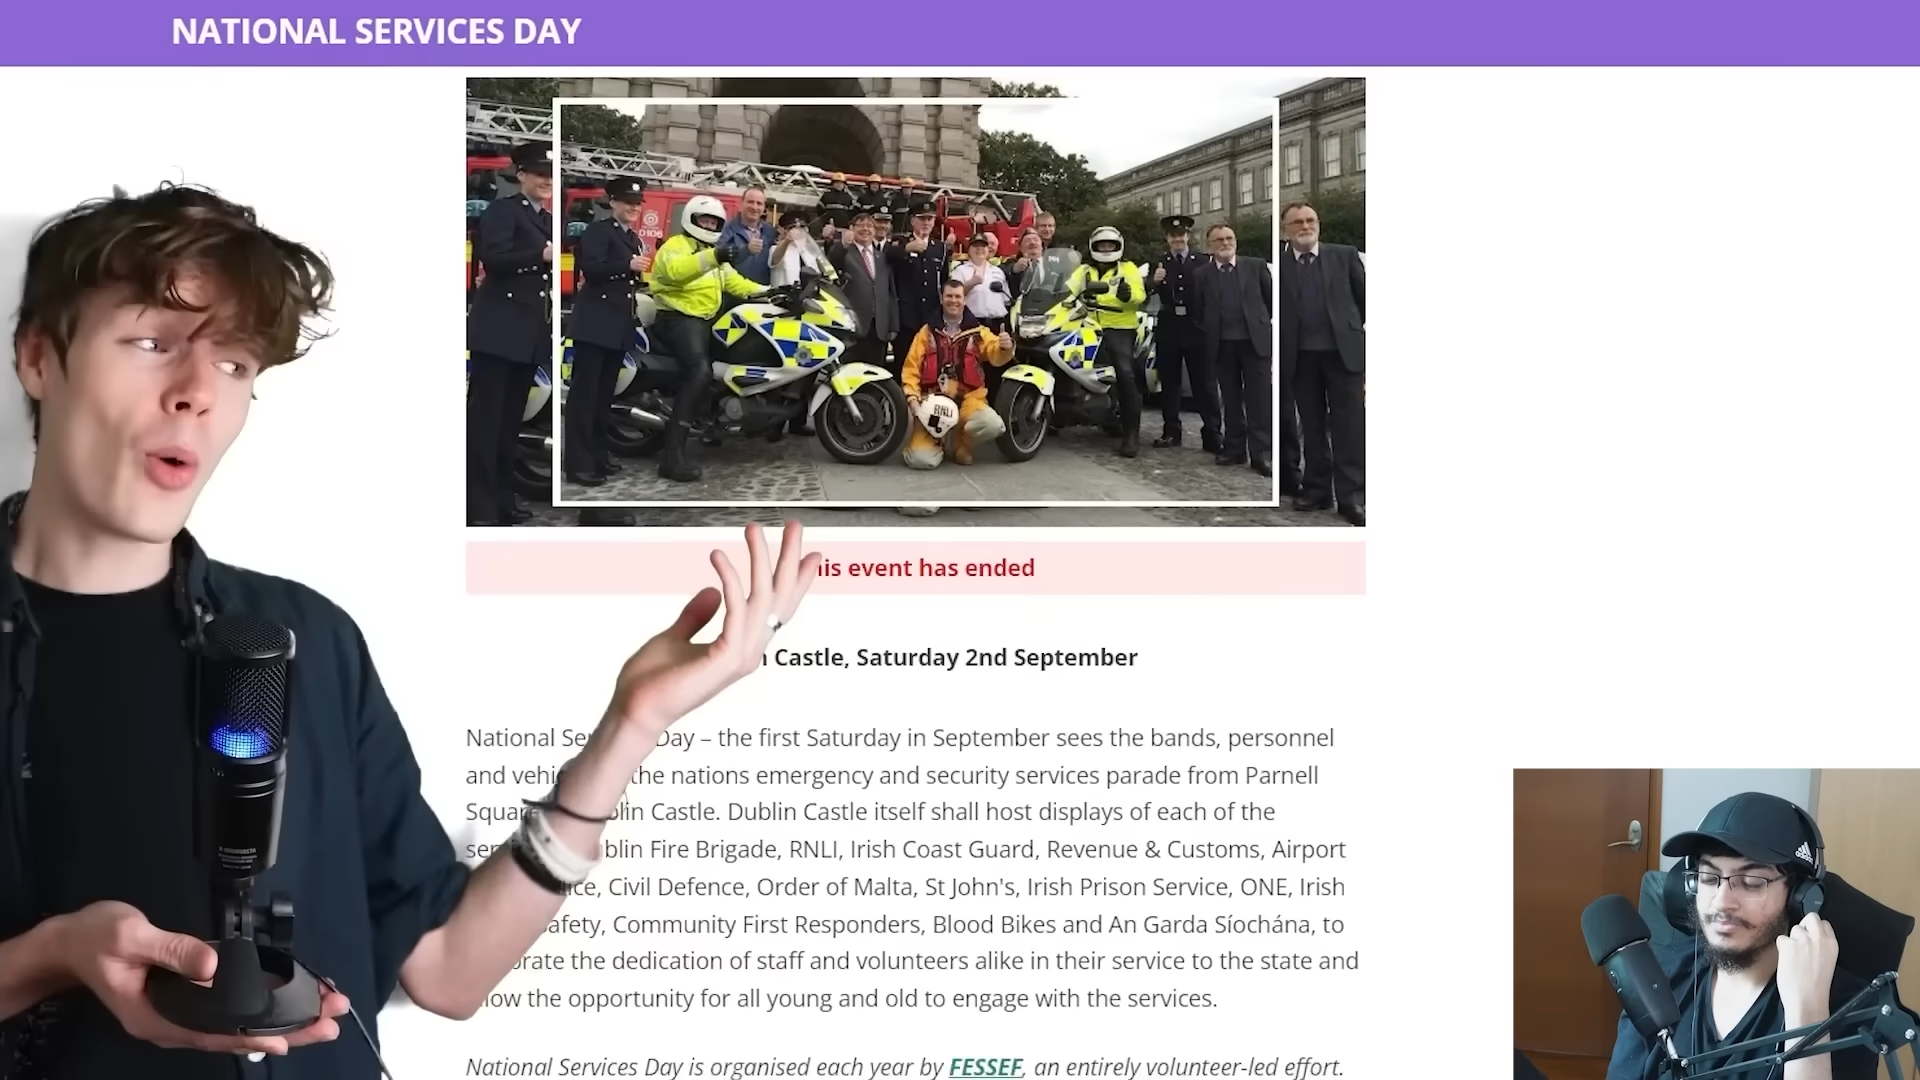 NATIONAL SERVICES DAY
D106
RNLI
his event has ended
Castle, Saturday 2nd September
National Se Day – the first Saturday in September sees the bands, personnel
and vehi the nations emergency and security services parade from Parnell
Squar lin Castle. Dublin Castle itself shall host displays of each of the
ser blin Fire Brigade, RNLI, Irish Coast Guard, Revenue & Customs, Airport
ice, Civil Defence, Order of Malta, St John's, Irish Prison Service, ONE, Irish
afety, Community First Responders, Blood Bikes and An Garda Síochána, to
rate the dedication of staff and volunteers alike in their service to the state and
low the opportunity for all young and old to engage with the services.
National Services Day is organised each year by FESSEF, an entirely volunteer-led effort.
adidas